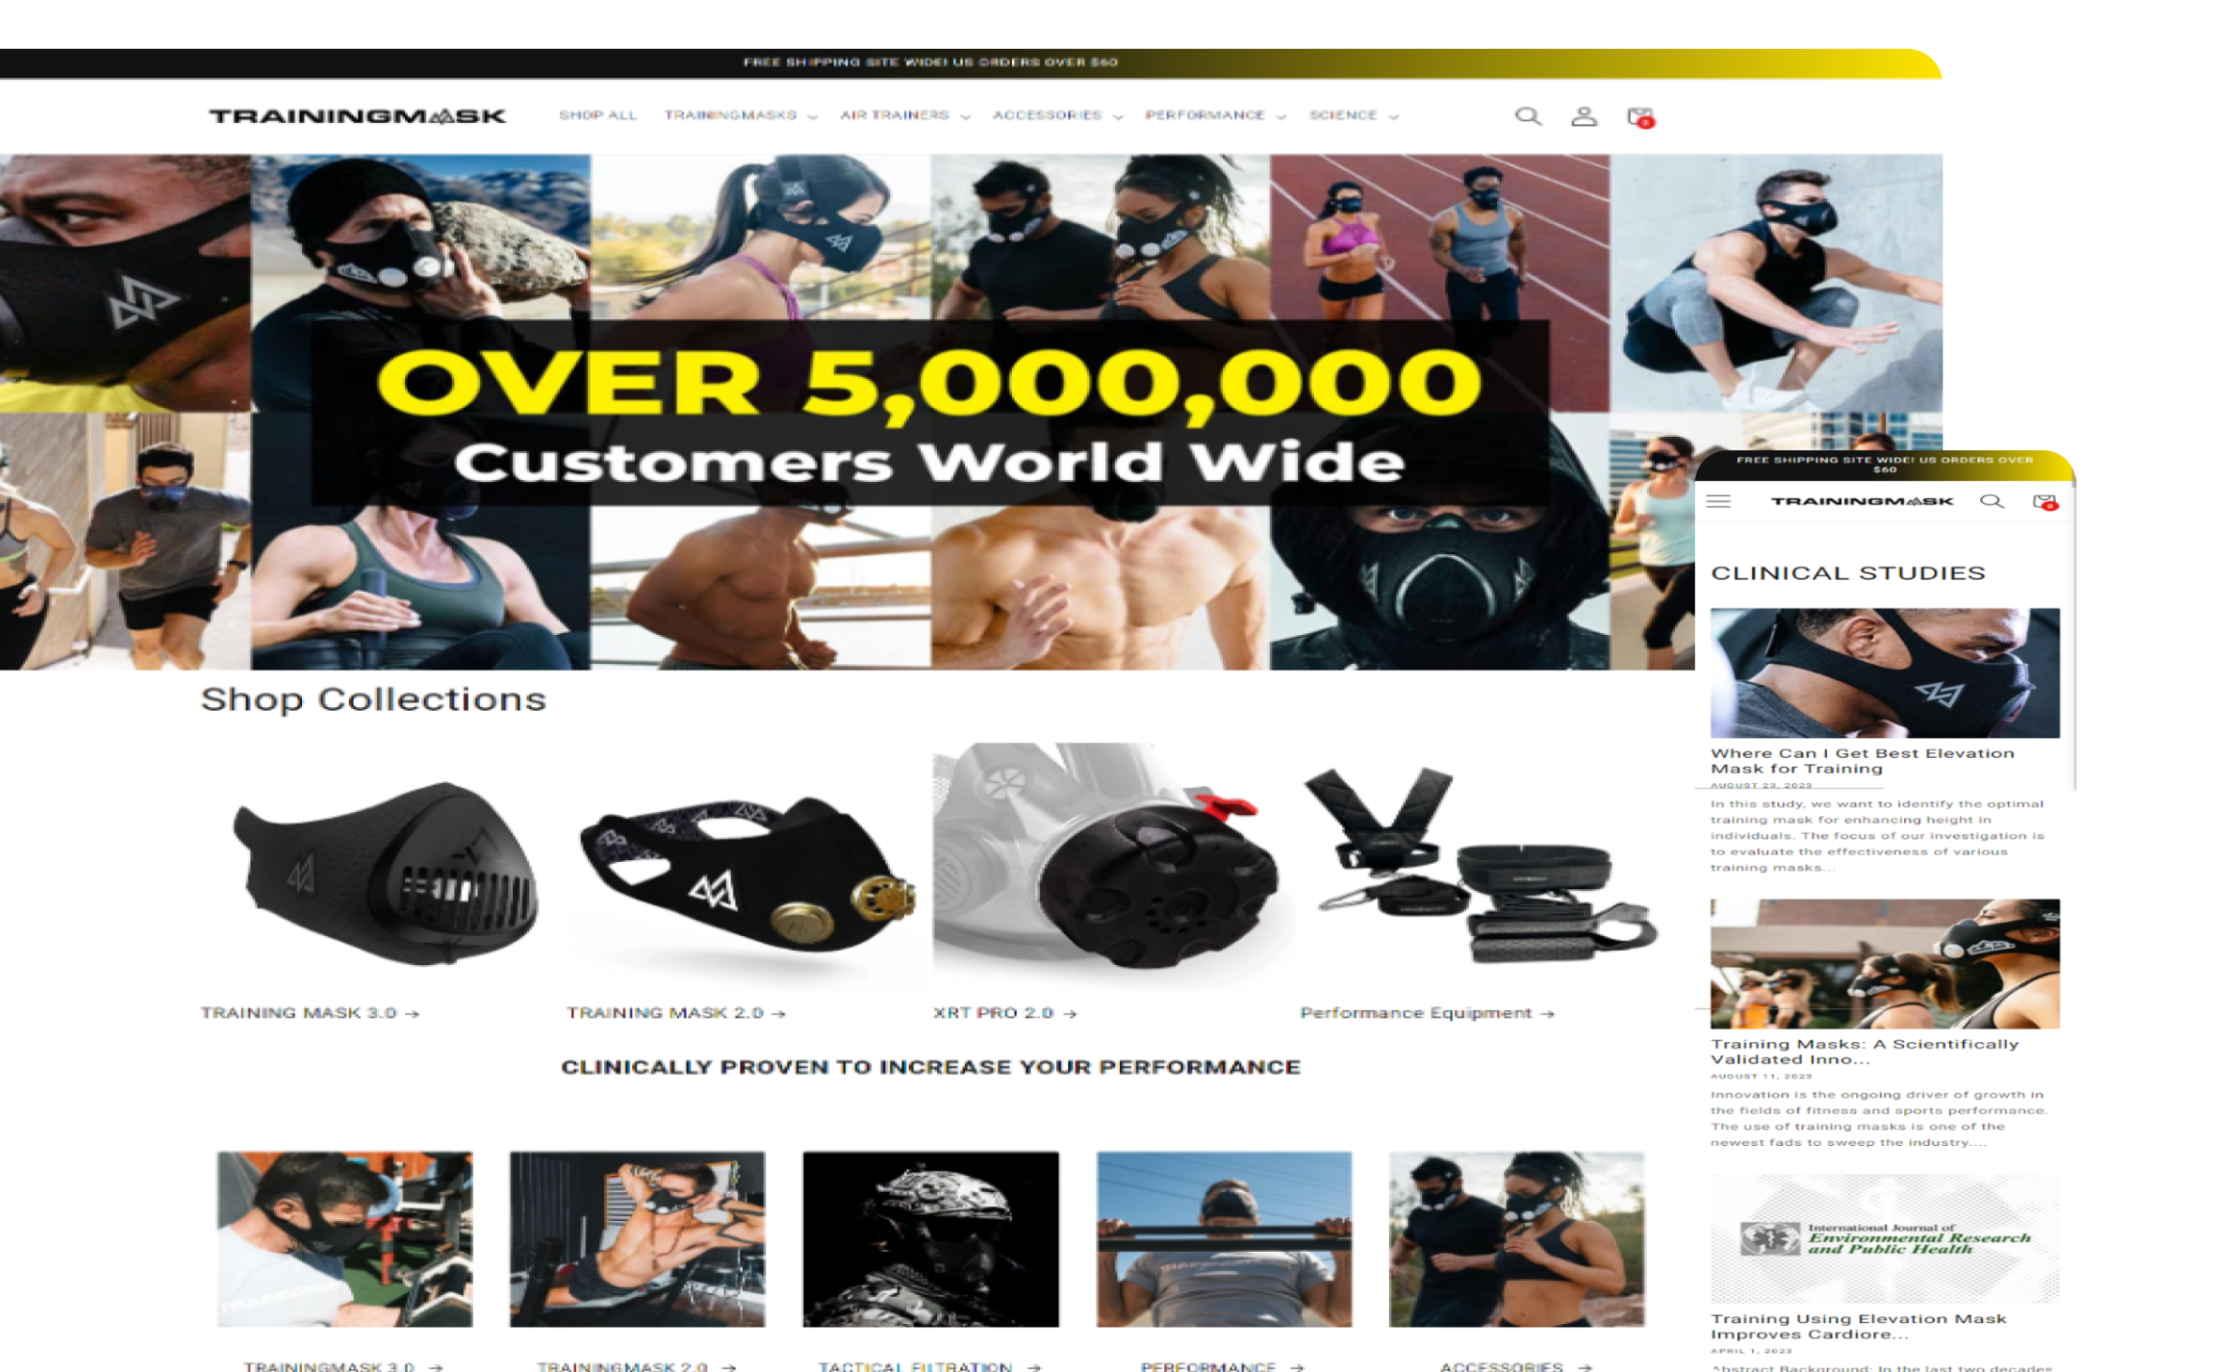 FREE SHIPPING SITE WIDE! US ORDERS OVER $60
TRAININGMASK
SHOP ALL TRAININGMASKS AIR TRAINERS ACCESSORIES PERFORMANCE SCIENCE
0
OVER 5,000,000
Customers World Wide
Shop Collections
TRAINING MASK 3.0 →
TRAINING MASK 2.0 →
XRT PRO 2.0 →
Performance Equipment →
CLINICALLY PROVEN TO INCREASE YOUR PERFORMANCE
TRAININGMASK 3.0 →
TRAININGMASK 2.0 →
TACTICAL FILTRATION →
PERFORMANCE →
ACCESSORIES →
FREE SHIPPING SITE WIDE! US ORDERS OVER
$60
TRAININGMASK
0
CLINICAL STUDIES
Where Can I Get Best Elevation
Mask for Training
AUGUST 23, 2023
In this study, we want to identify the optimal
training mask for enhancing height in
individuals. The focus of our investigation is
to evaluate the effectiveness of various
training masks...
Training Masks: A Scientifically
Validated Inno...
AUGUST 11, 2023
Innovation is the ongoing driver of growth in
the fields of fitness and sports performance.
The use of training masks is one of the
newest fads to sweep the industry....
International Journal of
Environmental Research
and Public Health
Training Using Elevation Mask
Improves Cardiore...
APRIL 1, 2023
Abstract Background: In the last two decades